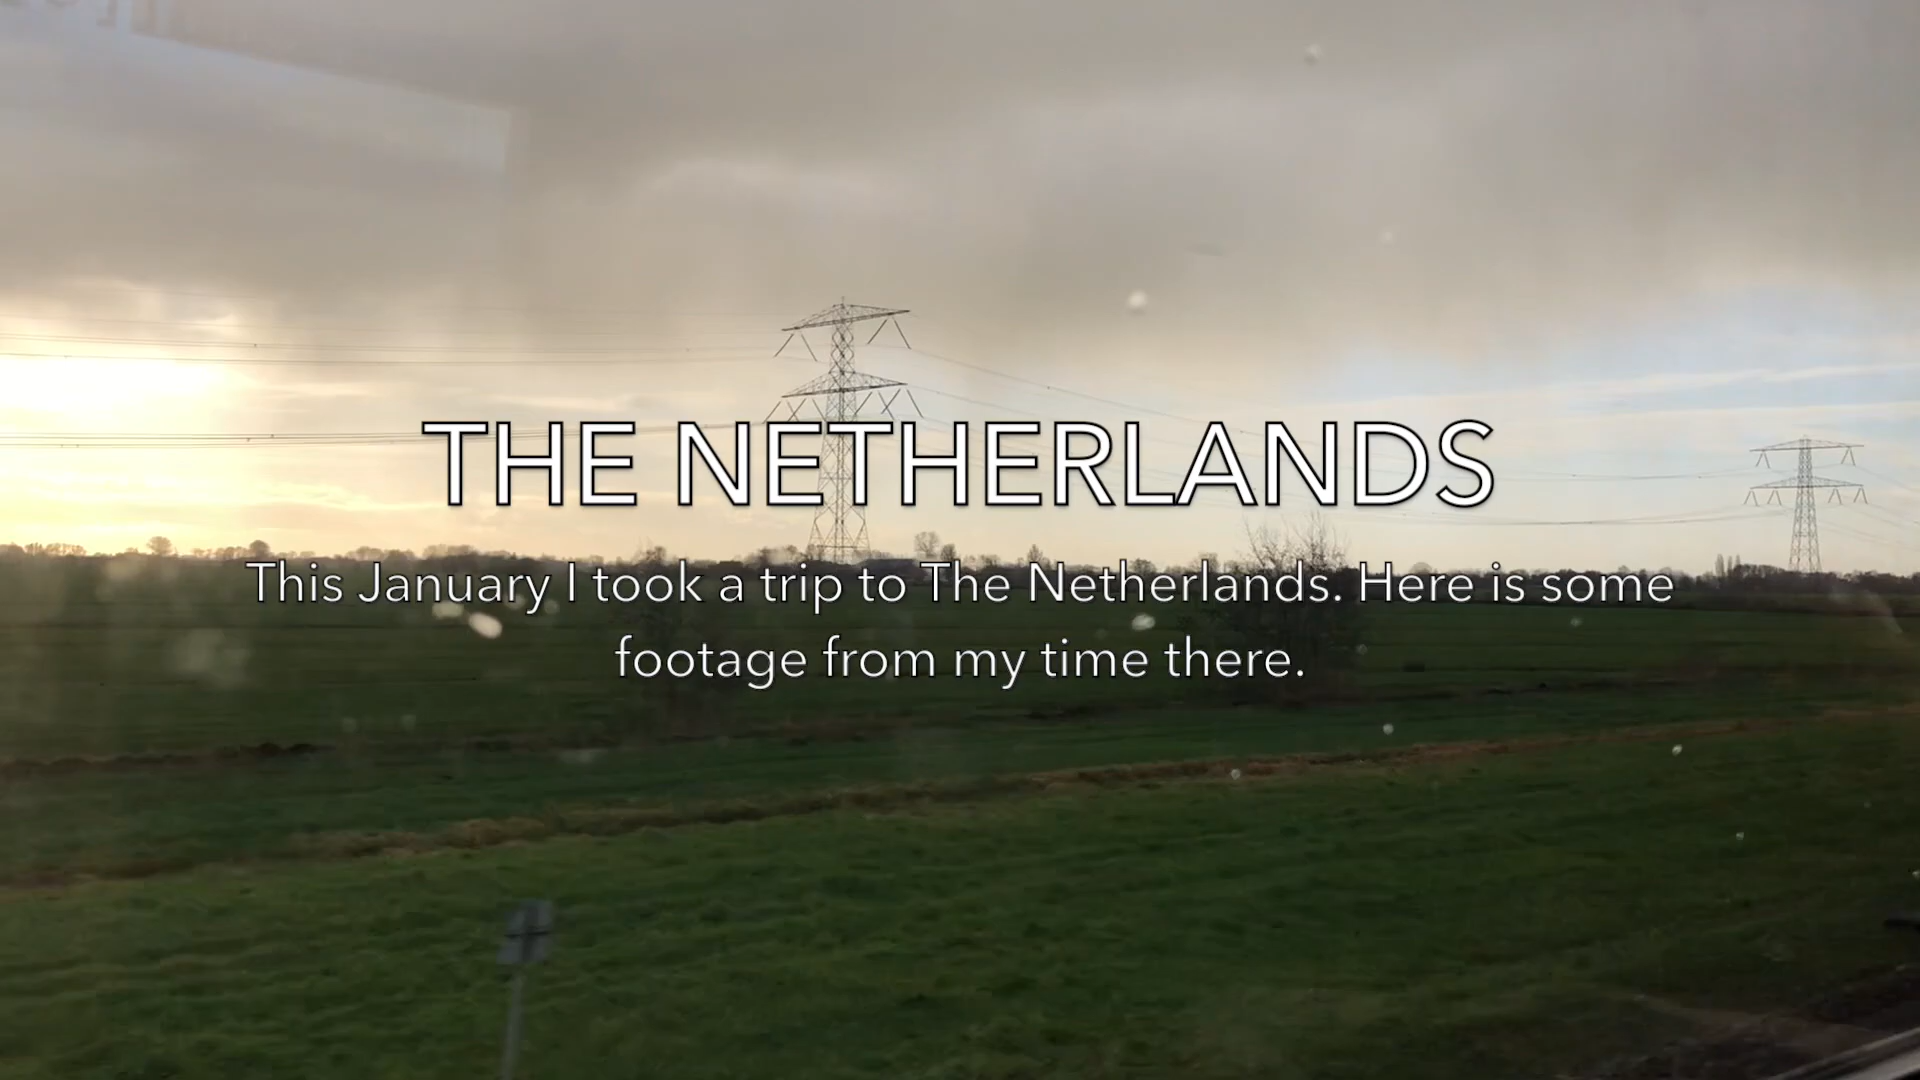 THE NETHERLANDS
This January I took a trip to The Netherlands. Here is some
footage from my time there.